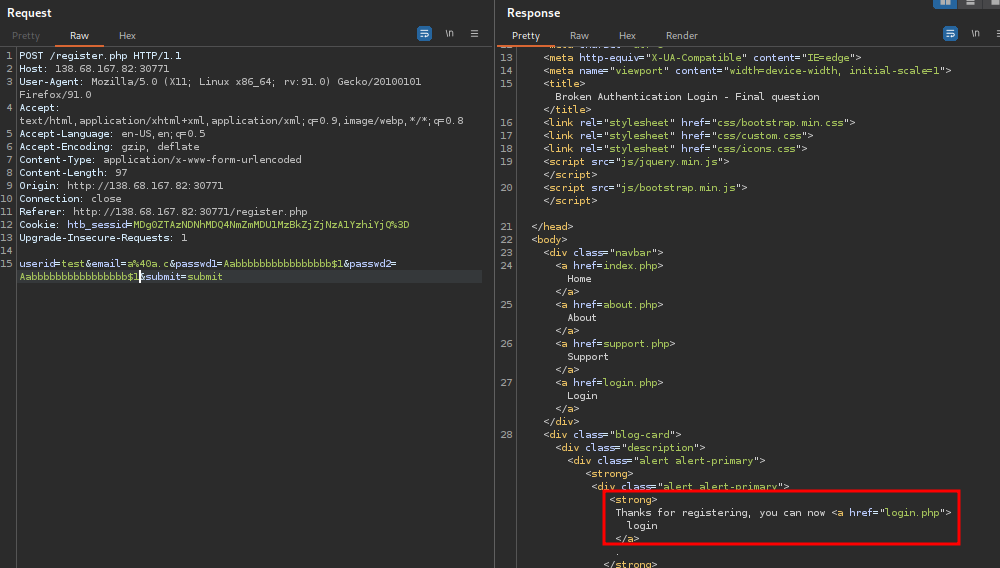 Request
Pretty Raw Hex
\n
1 POST /register.php HTTP/1.1
2 Host: 138.68.167.82:30771
3 User-Agent: Mozilla/5.0 (X11; Linux x86_64; rv:91.0) Gecko/20100101
Firefox/91.0
4 Accept:
text/html,application/xhtml+xml,application/xml;q=0.9,image/webp,*/*;q=0.8
5 Accept-Language: en-US,en;q=0.5
6 Accept-Encoding: gzip, deflate
7 Content-Type: application/x-www-form-urlencoded
8 Content-Length: 97
9 Origin: http://138.68.167.82:30771
10 Connection: close
11 Referer: http://138.68.167.82:30771/register.php
12 Cookie: htb_sessid=MDg0ZTAzNDNhMDQ4NmZmMDU1MzBkZjZjNzA1YzhiYjQ%3D
13 Upgrade-Insecure-Requests: 1
14
15 userid=test&email=a%40a.c&passwd1=Aabbbbbbbbbbbbbbbb$1&passwd2=
Aabbbbbbbbbbbbbbbb$1&submit=submit
Response
Pretty Raw Hex Render
\n
13 <meta http-equiv="X-UA-Compatible" content="IE=edge">
14 <meta name="viewport" content="width=device-width, initial-scale=1">
15 <title>
Broken Authentication Login - Final question
</title>
16 <link rel="stylesheet" href="css/bootstrap.min.css">
17 <link rel="stylesheet" href="css/custom.css">
18 <link rel="stylesheet" href="css/icons.css">
19 <script src="js/jquery.min.js">
</script>
20 <script src="js/bootstrap.min.js">
</script>
21 </head>
22 <body>
23 <div class="navbar">
24 <a href=index.php>
Home
</a>
25 <a href=about.php>
About
</a>
26 <a href=support.php>
Support
</a>
27 <a href=login.php>
Login
</a>
</div>
28 <div class="blog-card">
<div class="description">
<div class="alert alert-primary">
<strong>
<div class="alert alert-primary">
<strong>
Thanks for registering, you can now <a href="login.php">
login
</a>
.
</strong>